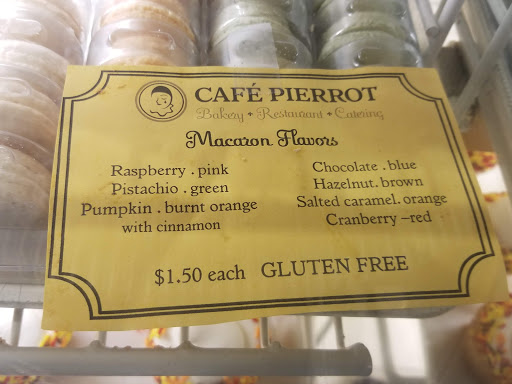 CAFÉ PIERROT
Bakery • Restaurant • Catering
Macaron Flavors
Raspberry . pink
Pistachio . green
Pumpkin . burnt orange
with cinnamon
Chocolate . blue
Hazelnut. brown
Salted caramel. orange
Cranberry –red
$1.50 each GLUTEN FREE